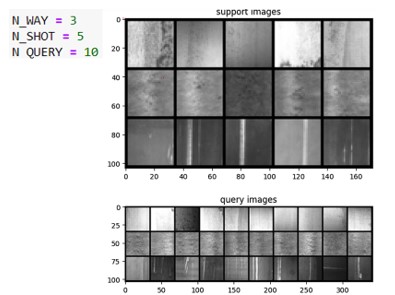 N_WAY = 3
N_SHOT = 5
N_QUERY = 10
support images
0
20
40
60
80
100
0 20 40 60 80 100 120 140 160
query images
0
25
50
75
100
0 50 100 150 200 250 300